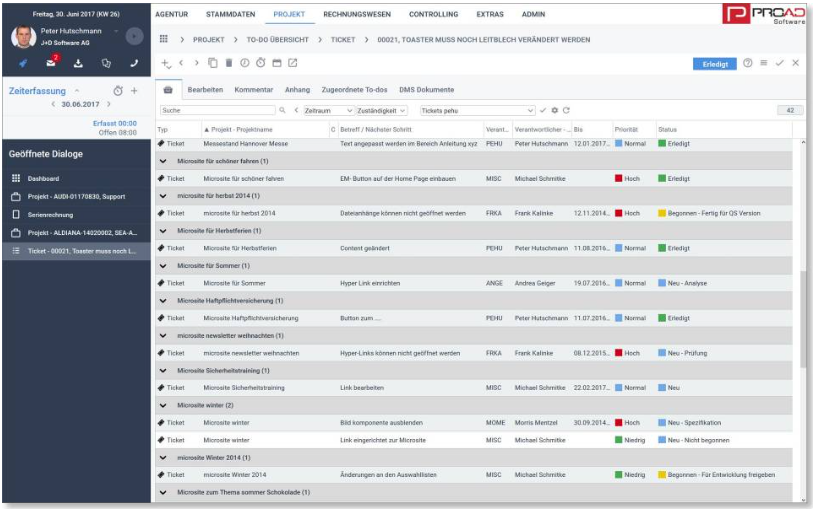 Freitag, 30. Juni 2017 (KW 26)
AGENTUR STAMMDATEN PROJEKT RECHNUNGSWESEN CONTROLLING EXTRAS ADMIN
PROAD Software
Peter Hutschmann
J+D Software AG
PROJEKT > TO-DO ÜBERSICHT > TICKET > 00021, TOASTER MUSS NOCH LEITBLECH VERÄNDERT WERDEN
2
Erledigt
Zeiterfassung
< 30.06.2017 >
Erfasst 00:00
Offen 08:00
Geöffnete Dialoge
Dashboard
Projekt - AUDI-01170830, Support
Serienrechnung
Projekt - ALDIANA-14020002, SEA-A...
Ticket - 00021, Toaster muss noch L...
Bearbeiten Kommentar Anhang Zugeordnete To-dos DMS Dokumente
Suche Zeitraum Zuständigkeit Tickets pehu 42
Typ ▲ Projekt - Projektname C Betreff / Nächster Schritt Verant... Verantwortlicher - ... Bis Priorität Status
Ticket Messestand Hannover Messe Text angepasst werden im Bereich Anleitung xyz PEHU Peter Hutschmann 12.01.2017... Normal Erledigt
Microsite für schöner fahren (1)
Ticket Microsite für schöner fahren EM- Button auf der Home Page einbauen MISC Michael Schmitke Hoch Erledigt
microsite für herbst 2014 (1)
Ticket microsite für herbst 2014 Dateianhänge können nicht geöffnet werden FRKA Frank Kalinke 12.11.2014... Hoch Begonnen - Fertig für QS Version
Microsite für Herbstferien (1)
Ticket Microsite für Herbstferien Content geändert PEHU Peter Hutschmann 11.08.2016... Normal Erledigt
Microsite für Sommer (1)
Ticket Microsite für Sommer Hyper Link einrichten ANGE Andrea Geiger 19.07.2016... Normal Neu - Analyse
Microsite Haftpflichtversicherung (1)
Ticket Microsite Haftpflichtversicherung Button zum .... PEHU Peter Hutschmann 11.07.2016... Normal Erledigt
microsite newsletter weihnachten (1)
Ticket microsite newsletter weihnachten Hyper-Links können nicht geöffnet werden FRKA Frank Kalinke 08.12.2015... Hoch Neu - Prüfung
Microsite Sicherheitstraining (1)
Ticket Microsite Sicherheitstraining Link bearbeiten MISC Michael Schmitke 22.02.2017... Normal Neu
Microsite winter (2)
Ticket Microsite winter Bild komponente ausblenden MOME Morris Mentzel 30.09.2014... Hoch Neu - Spezifikation
Ticket Microsite winter Link eingerichtet zur Microsite MISC Michael Schmitke Niedrig Neu - Nicht begonnen
microsite Winter 2014 (1)
Ticket microsite Winter 2014 Änderungen an den Auswahllisten MISC Michael Schmitke Niedrig Begonnen - Für Entwicklung freigeben
Microsite zum Thema sommer Schokolade (1)